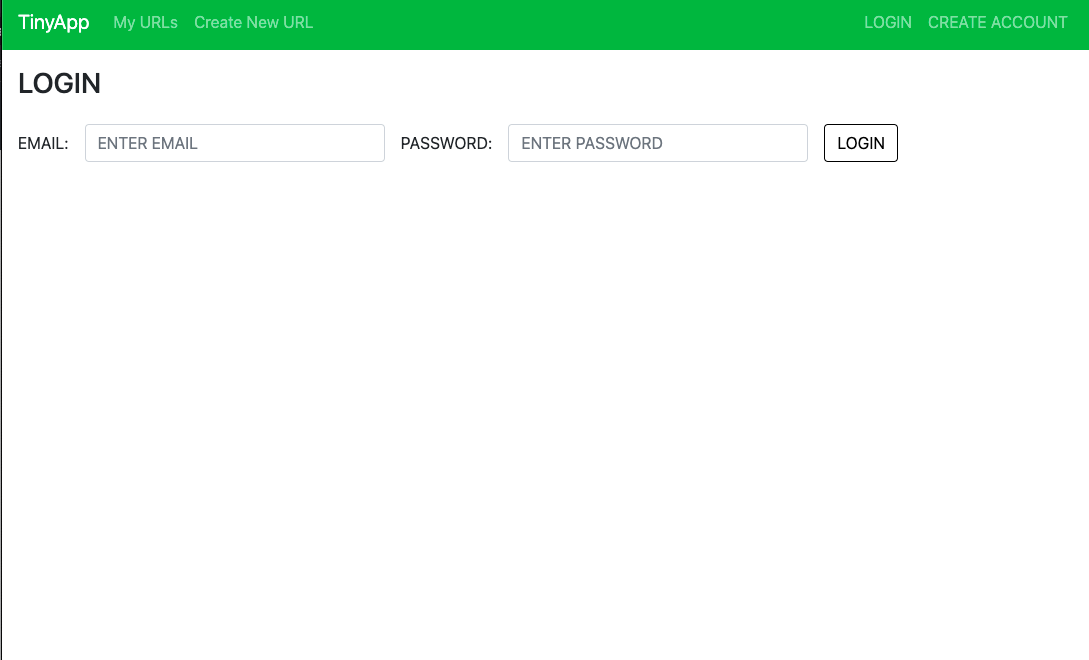 TinyApp My URLs Create New URL LOGIN CREATE ACCOUNT
LOGIN
EMAIL: ENTER EMAIL PASSWORD: ENTER PASSWORD LOGIN